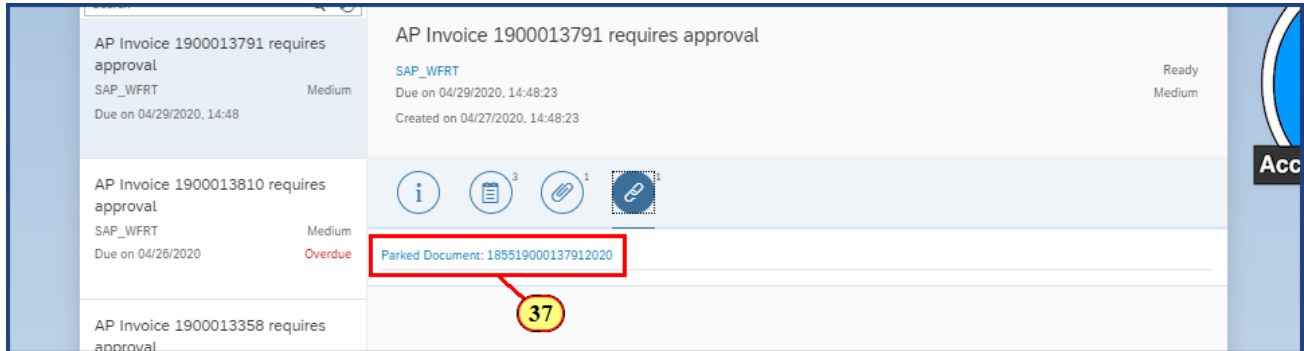 AP Invoice 1900013791 requires
approval
SAP_WFRT Medium
Due on 04/29/2020, 14:48
AP Invoice 1900013810 requires
approval
SAP_WFRT Medium
Due on 04/26/2020 Overdue
AP Invoice 1900013358 requires
approval
AP Invoice 1900013791 requires approval
SAP_WFRT Ready
Due on 04/29/2020, 14:48:23 Medium
Created on 04/27/2020, 14:48:23
i 3 1 1
Parked Document: 185519000137912020
37
Acc